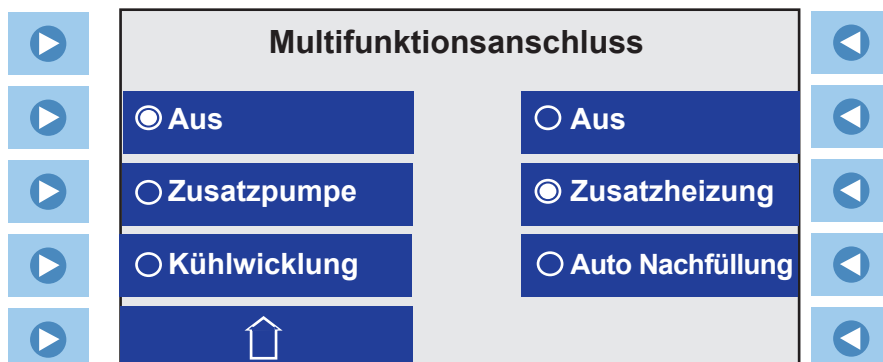 Multifunktionsanschluss
Aus
Aus
Zusatzpumpe
Zusatzheizung
Kühlwicklung
Auto Nachfüllung